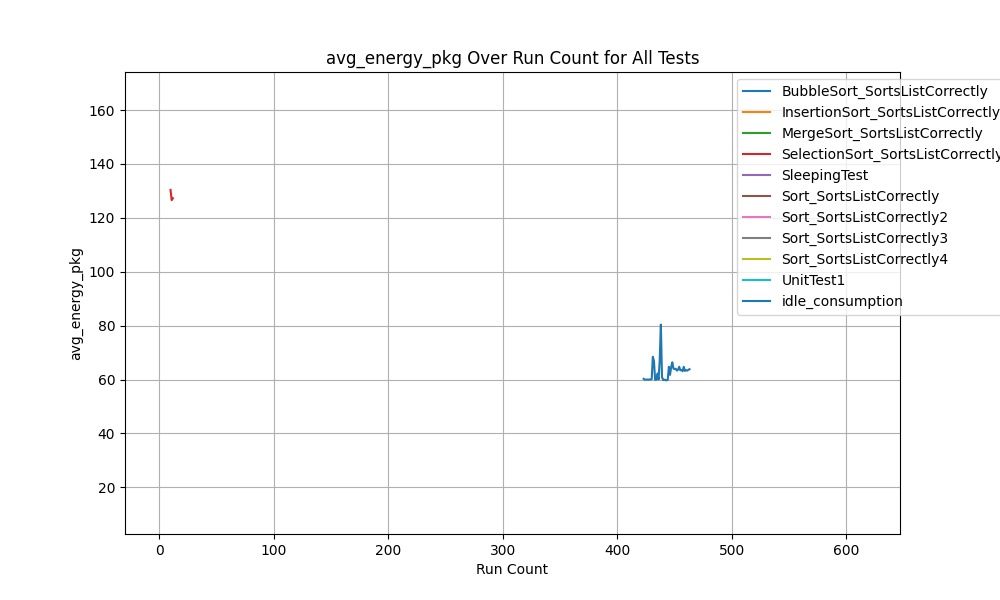 avg_energy_pkg Over Run Count for All Tests
160
140
120
100
80
60
40
20
avg_energy_pkg
0
100
200
300
400
500
600
Run Count
BubbleSort_SortsListCorrectly
InsertionSort_SortsListCorrectly
MergeSort_SortsListCorrectly
SelectionSort_SortsListCorrectly
SleepingTest
Sort_SortsListCorrectly
Sort_SortsListCorrectly2
Sort_SortsListCorrectly3
Sort_SortsListCorrectly4
UnitTest1
idle_consumption